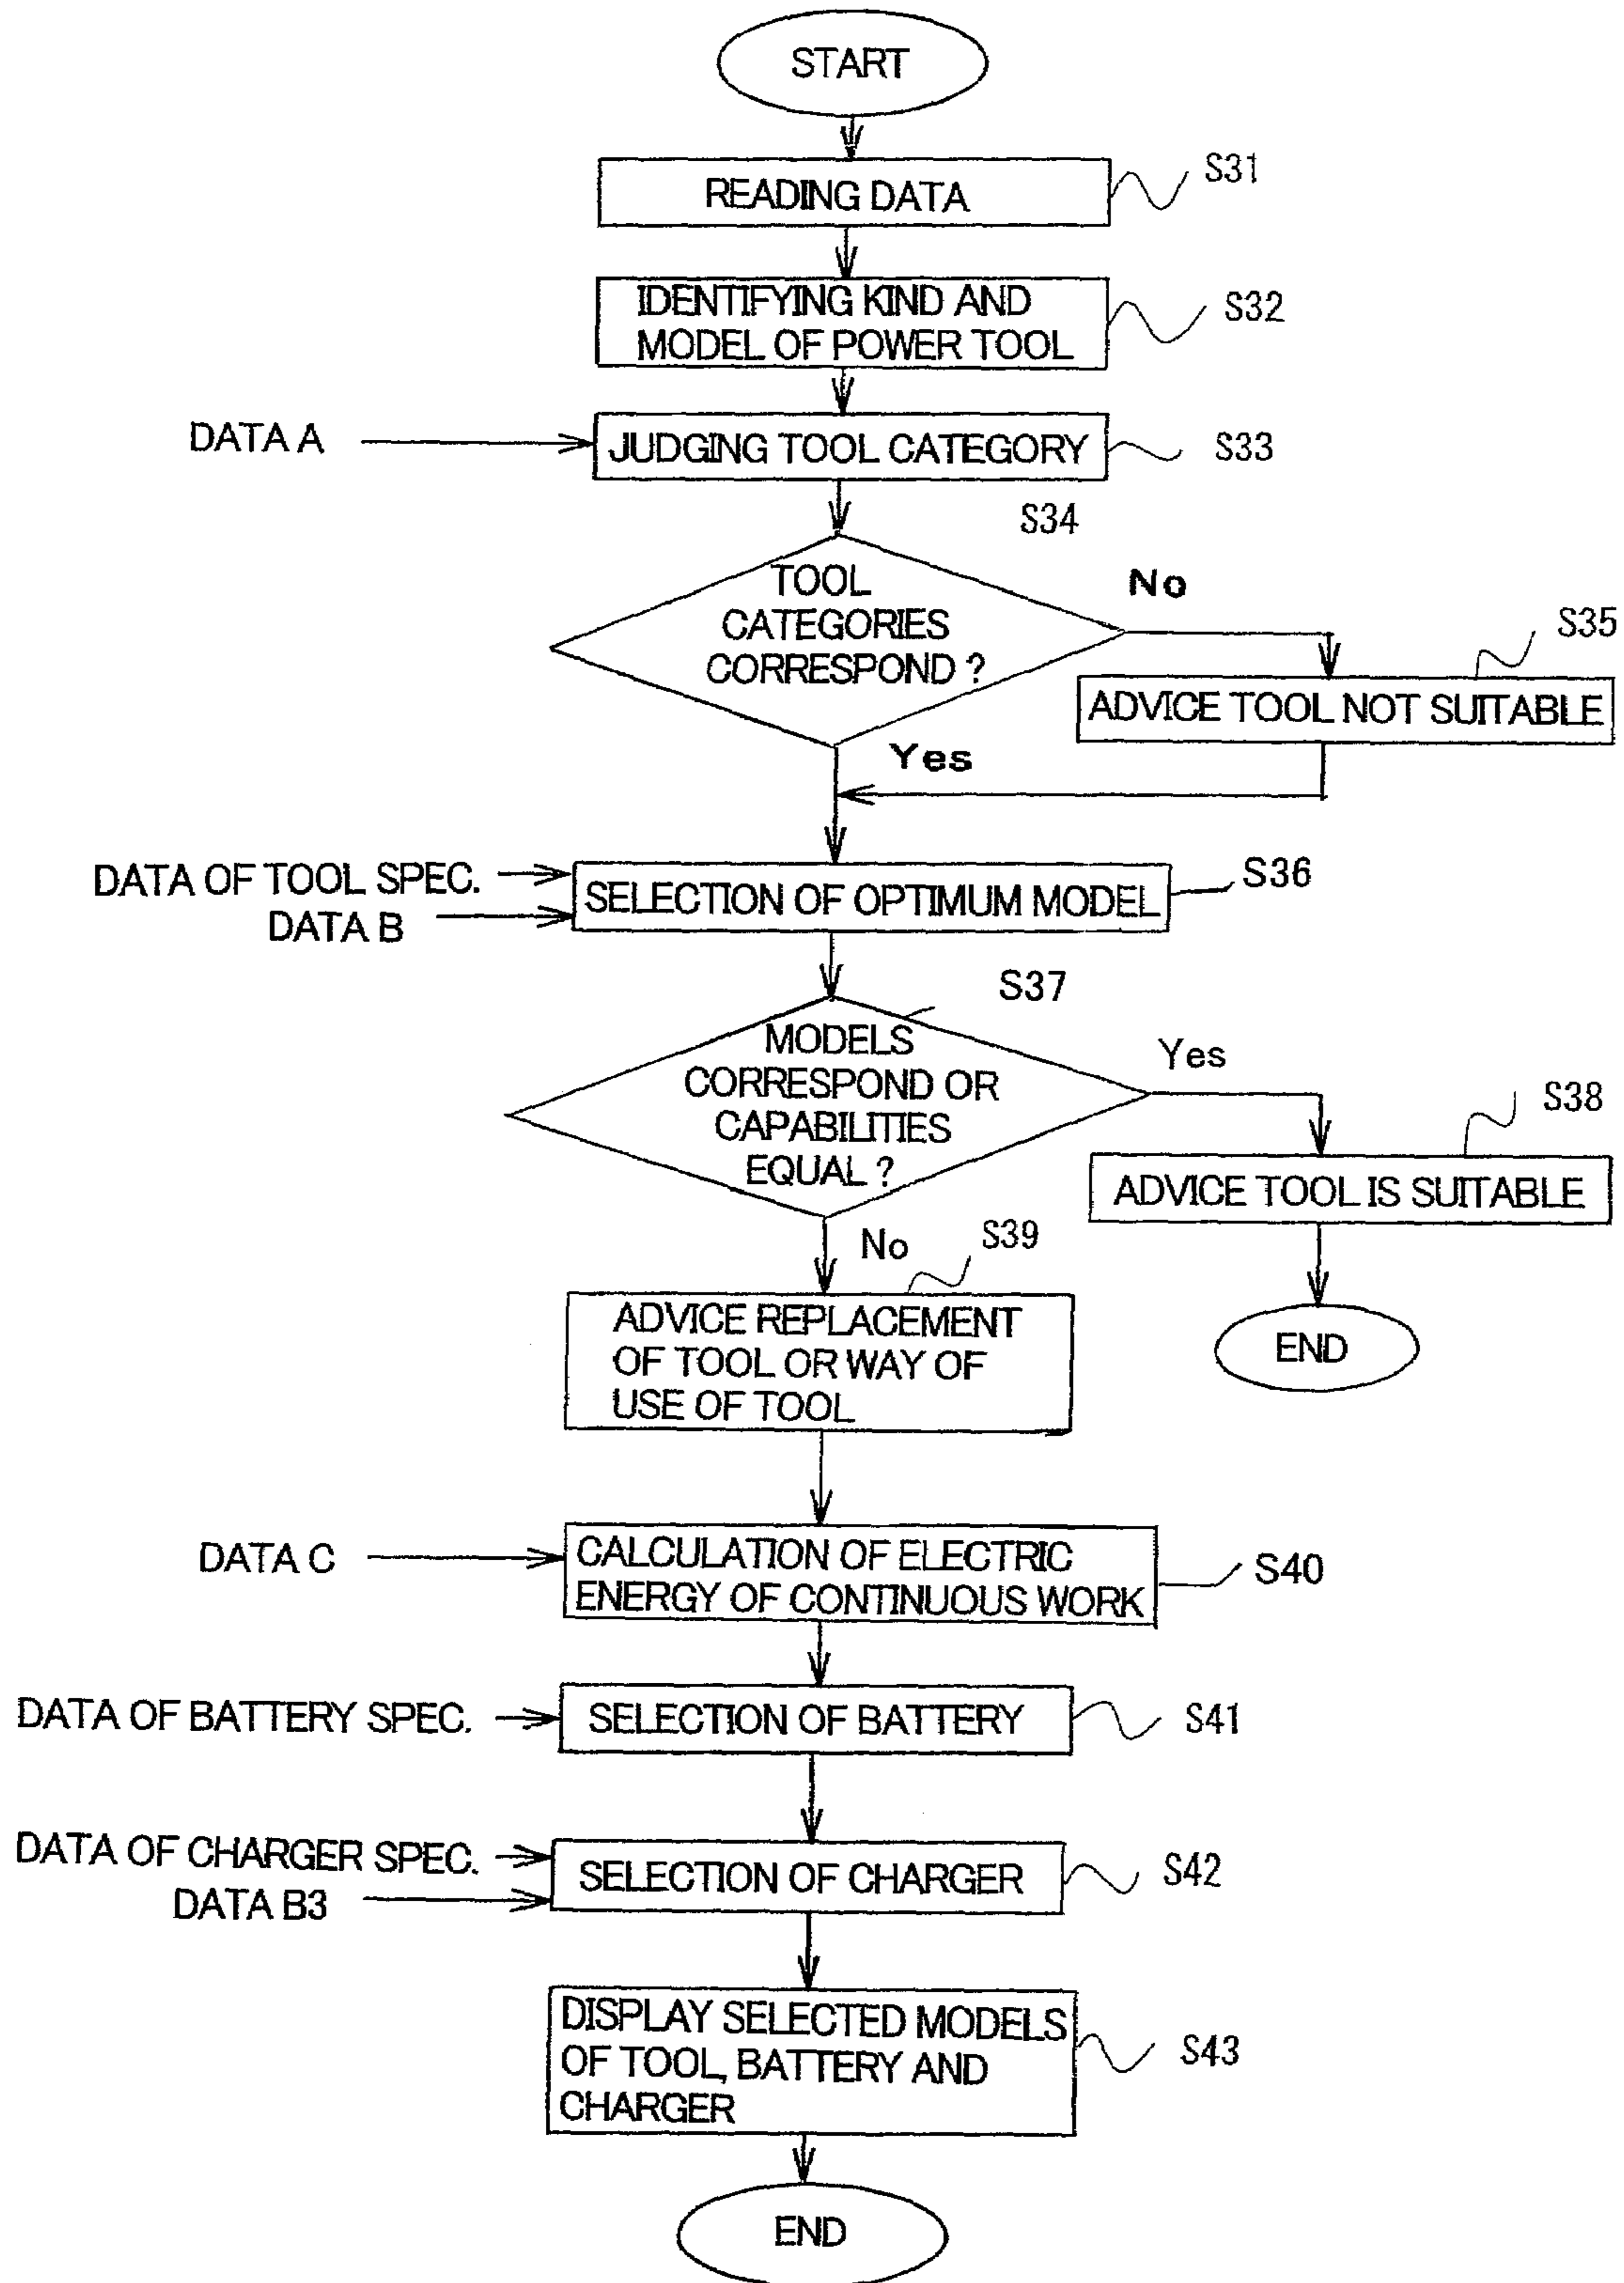 START
READING DATA
S31
IDENTIFYING KIND AND
MODEL OF POWER TOOL
S32
DATA A
JUDGING TOOL CATEGORY
S33
S34
TOOL
CATEGORIES
CORRESPOND ?
No
S35
ADVICE TOOL NOT SUITABLE
Yes
DATA OF TOOL SPEC.
DATA B
SELECTION OF OPTIMUM MODEL
S36
S37
MODELS
CORRESPOND OR
CAPABILITIES
EQUAL ?
Yes
S38
ADVICE TOOL IS SUITABLE
END
No
S39
ADVICE REPLACEMENT
OF TOOL OR WAY OF
USE OF TOOL
DATA C
CALCULATION OF ELECTRIC
ENERGY OF CONTINUOUS WORK
S40
DATA OF BATTERY SPEC.
SELECTION OF BATTERY
S41
DATA OF CHARGER SPEC.
DATA B3
SELECTION OF CHARGER
S42
DISPLAY SELECTED MODELS
OF TOOL, BATTERY AND
CHARGER
S43
END